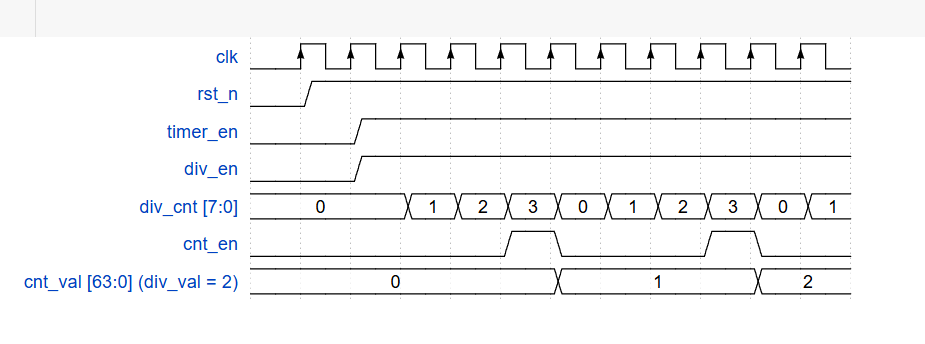 clk
rst_n
timer_en
div_en
div_cnt [7:0] 0 1 2 3 0 1 2 3 0 1
cnt_en
cnt_val [63:0] (div_val = 2) 0 1 2